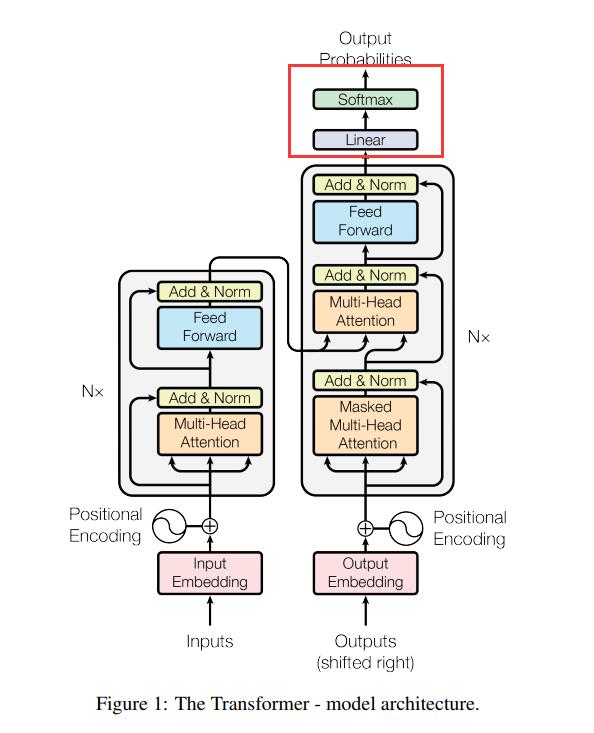 Output
Probabilities
Softmax
Linear
Add & Norm
Feed
Forward
Add & Norm
Multi-Head
Attention
Add & Norm
Masked
Multi-Head
Attention
Nx
Add & Norm
Feed
Forward
Add & Norm
Multi-Head
Attention
Nx
Positional
Encoding
Positional
Encoding
Input
Embedding
Output
Embedding
Inputs
Outputs
(shifted right)
Figure 1: The Transformer - model architecture.